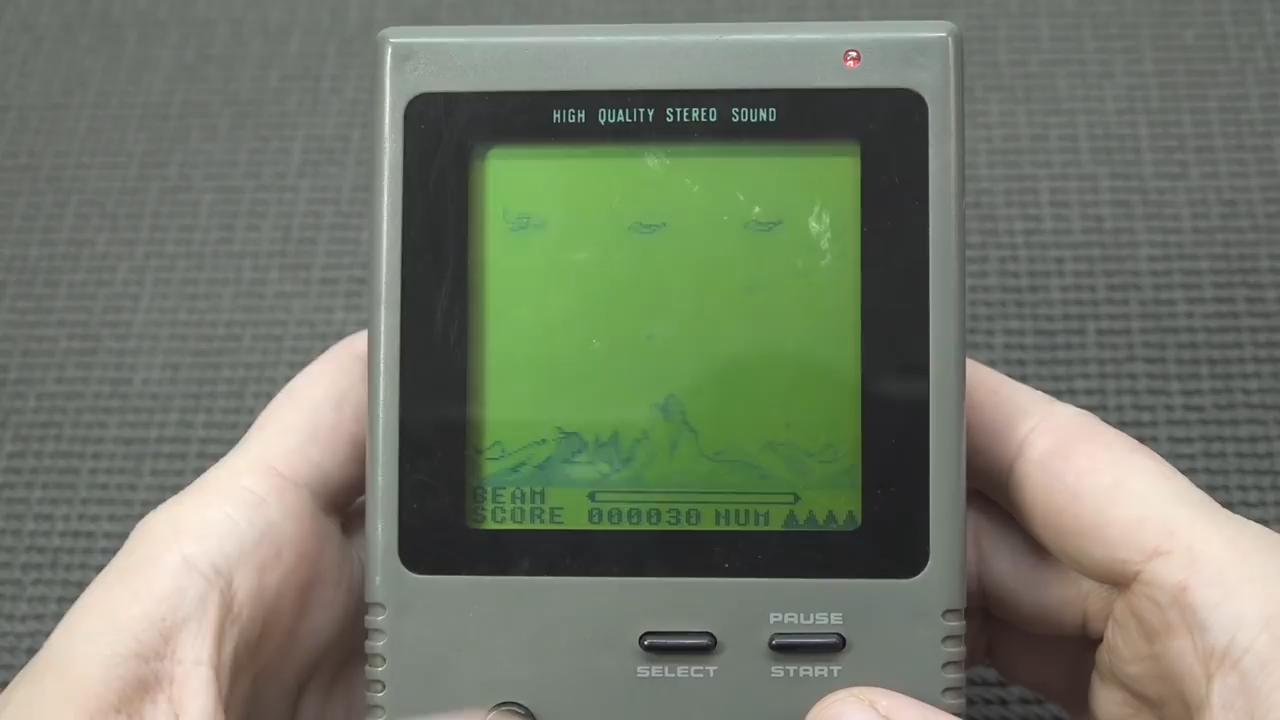 HIGH QUALITY STEREO SOUND
BEAM
SCORE 000030 NUM
PAUSE
SELECT START